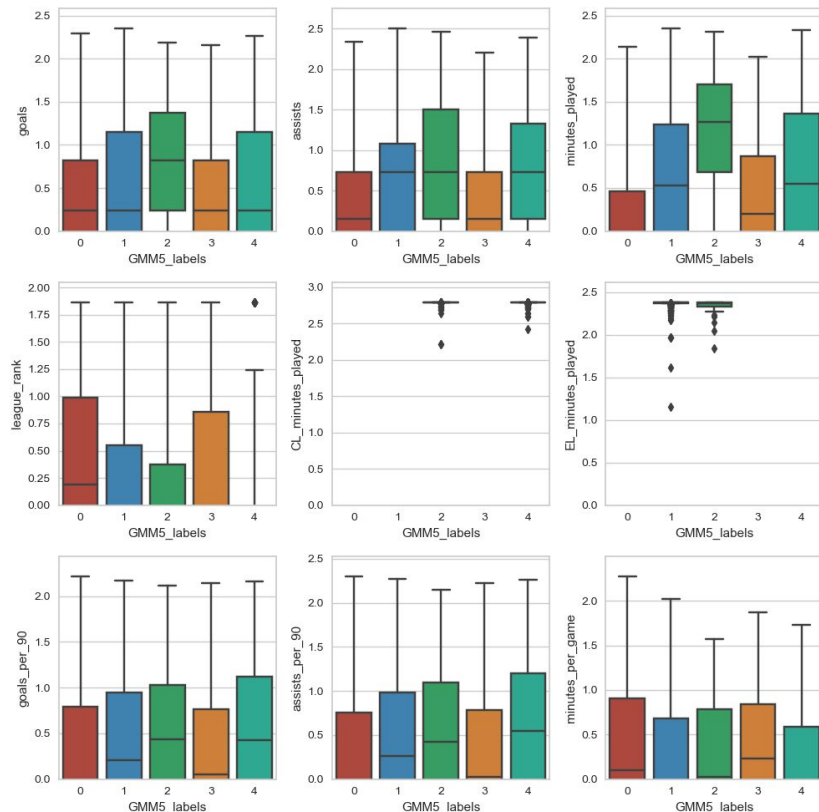 goals
2.5
2.0
1.5
1.0
0.5
0.0
0 1 2 3 4
GMM5_labels
assists
2.5
2.0
1.5
1.0
0.5
0.0
0 1 2 3 4
GMM5_labels
minutes_played
2.5
2.0
1.5
1.0
0.5
0.0
0 1 2 3 4
GMM5_labels
league_rank
2.00
1.75
1.50
1.25
1.00
0.75
0.50
0.25
0.00
0 1 2 3 4
GMM5_labels
CL_minutes_played
3.0
2.5
2.0
1.5
1.0
0.5
0.0
0 1 2 3 4
GMM5_labels
EL_minutes_played
2.5
2.0
1.5
1.0
0.5
0.0
0 1 2 3 4
GMM5_labels
goals_per_90
2.0
1.5
1.0
0.5
0.0
0 1 2 3 4
GMM5_labels
assists_per_90
2.5
2.0
1.5
1.0
0.5
0.0
0 1 2 3 4
GMM5_labels
minutes_per_game
2.0
1.5
1.0
0.5
0.0
0 1 2 3 4
GMM5_labels